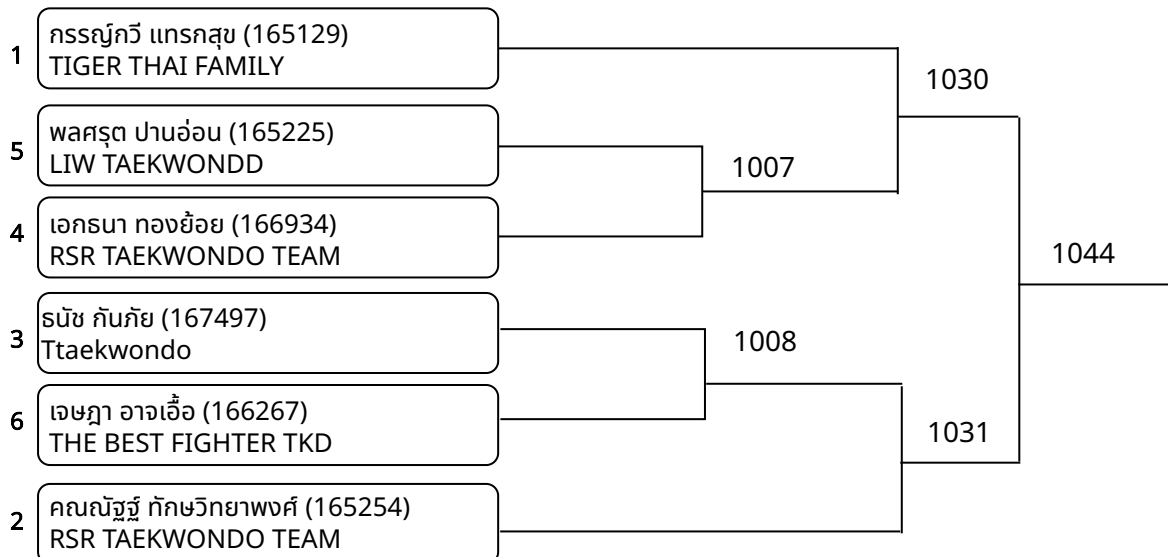 1
กรรญ์กวี แทรกสุข (165129)
TIGER THAI FAMILY
1030
5
พลศรุต ปานอ่อน (165225)
LIW TAEKWONDD
1007
4
เอกธนา ทองย้อย (166934)
RSR TAEKWONDO TEAM
1044
3
ธนัช กันภัย (167497)
Ttaekwondo
1008
6
เจษฎา อาจเอื้อ (166267)
THE BEST FIGHTER TKD
1031
2
คณณัฐฐ์ ทักษวิทยาพงศ์ (165254)
RSR TAEKWONDO TEAM